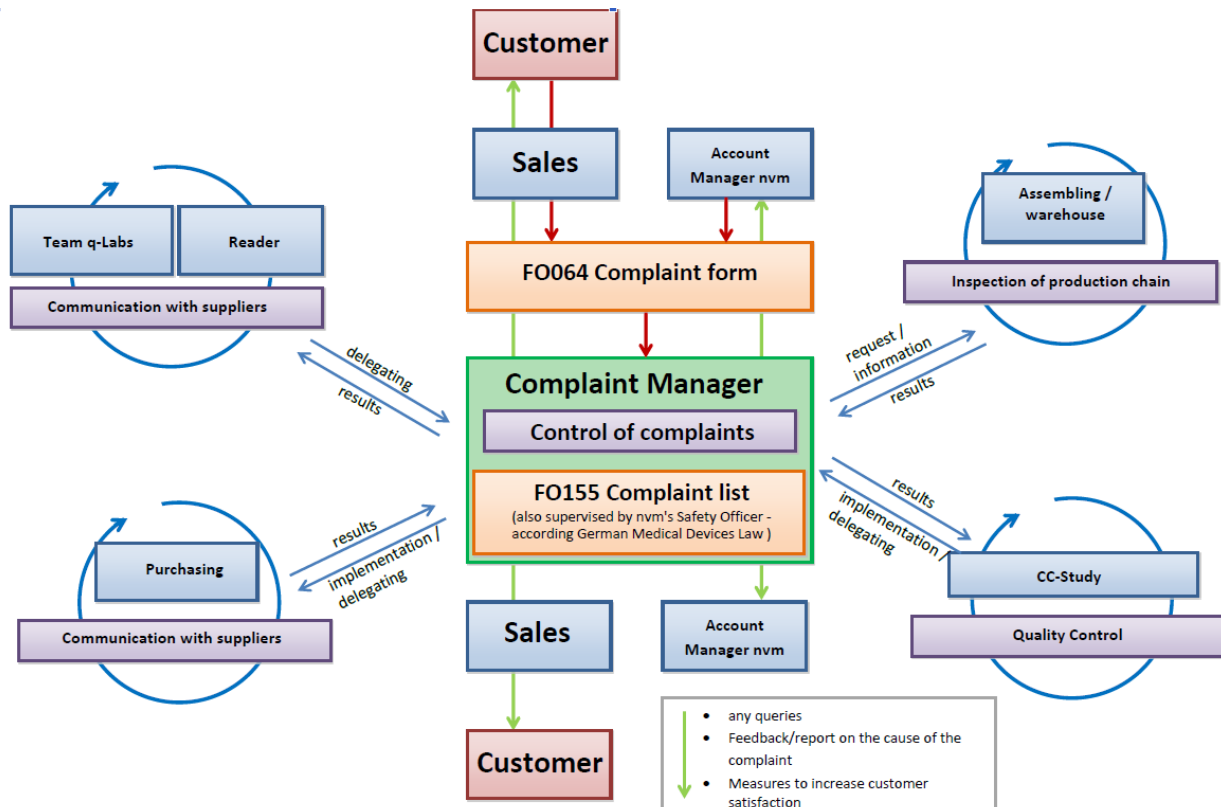 Customer
Sales
Account
Manager nvm
FO064 Complaint form
Team q-Labs
Reader
Communication with suppliers
Assembling /
warehouse
Inspection of production chain
delegating
results
request /
information
results
Complaint Manager
Control of complaints
FO155 Complaint list
(also supervised by nvm's Safety Officer -
according German Medical Devices Law )
Purchasing
Communication with suppliers
results
implementation /
delegating
results
implementation /
delegating
CC-Study
Quality Control
Sales
Account
Manager nvm
Customer
• any queries
• Feedback/report on the cause of the
complaint
• Measures to increase customer
satisfaction